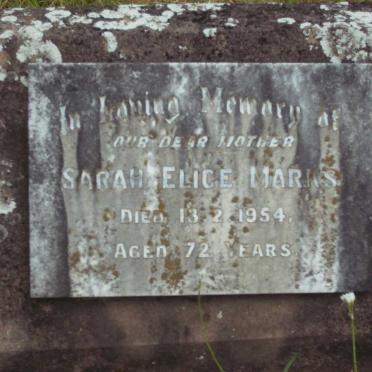 In Loving Memory of
OUR DEAR MOTHER
SARAH ELICE MARKS
DIED 13.2.1954.
AGED 72 YEARS